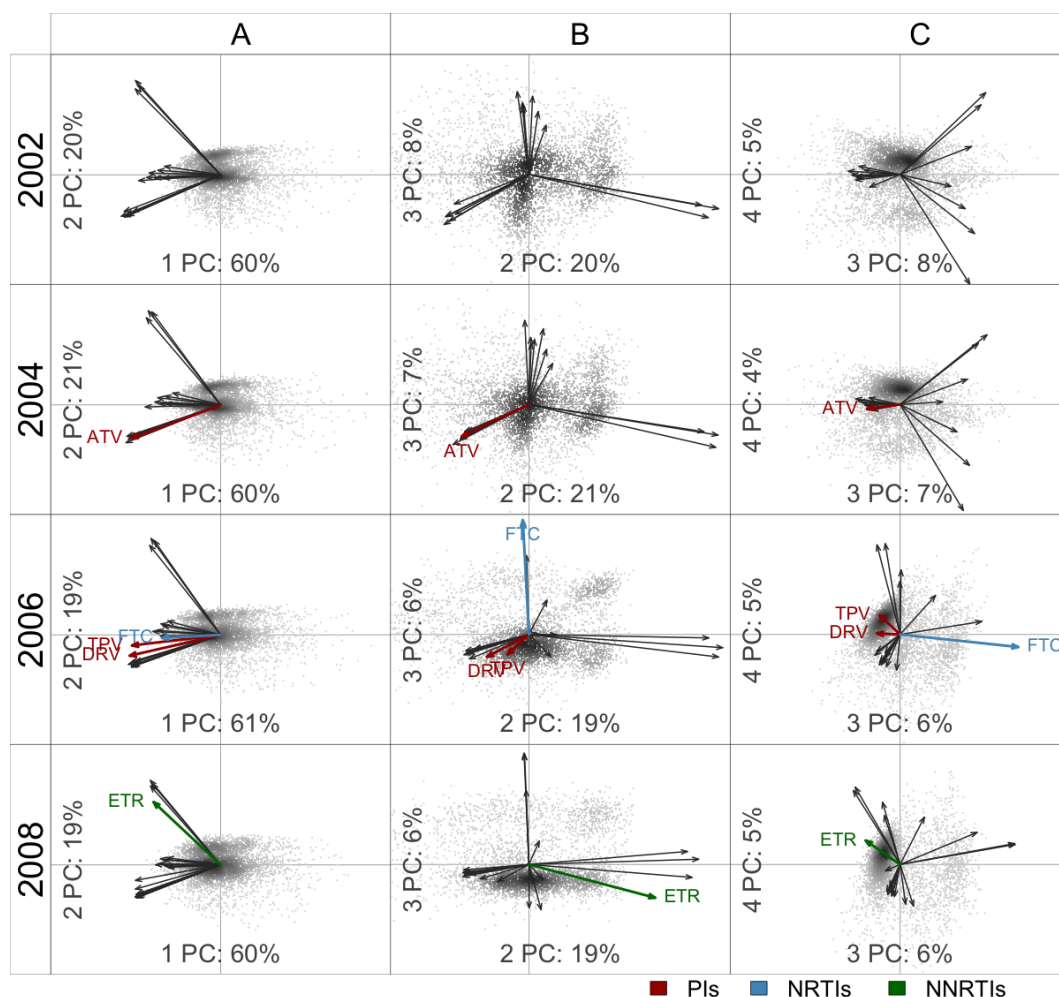 A B C
2002
2 PC: 20%
1 PC: 60%
3 PC: 8%
2 PC: 20%
4 PC: 5%
3 PC: 8%
2004
2 PC: 21%
ATV
1 PC: 60%
3 PC: 7%
ATV
2 PC: 21%
4 PC: 4%
ATV
3 PC: 7%
2006
2 PC: 19%
FTC
TPV
DRV
1 PC: 61%
3 PC: 6%
FTC
DRV
TPV
2 PC: 19%
4 PC: 5%
TPV
DRV
FTC
3 PC: 6%
2008
2 PC: 19%
ETR
1 PC: 60%
3 PC: 6%
ETR
2 PC: 19%
4 PC: 5%
ETR
3 PC: 6%
PIs NRTIs NNRTIs